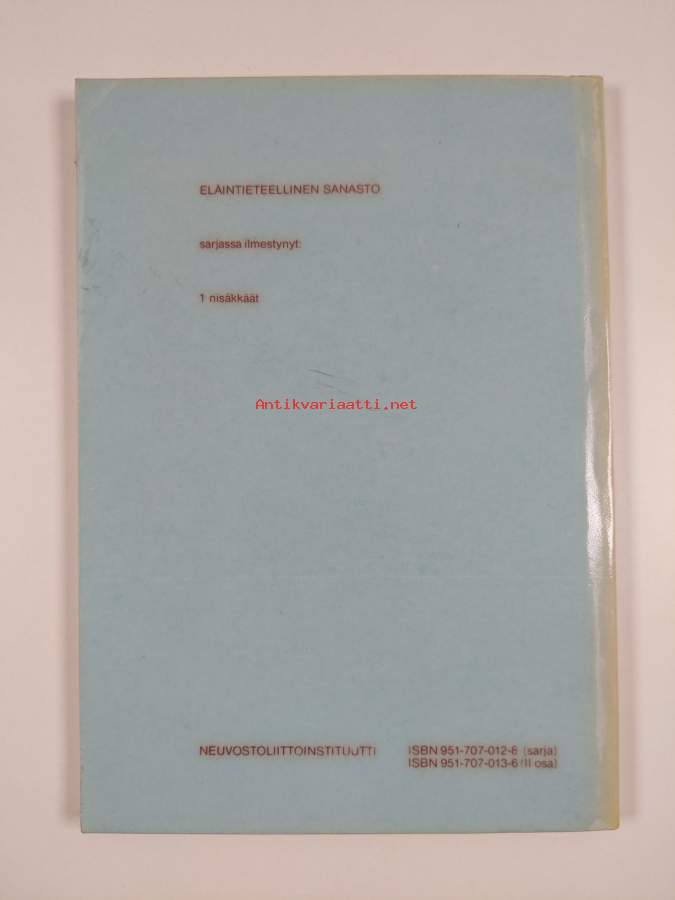 ELÄINTIETEELLINEN SANASTO
sarjassa ilmestynyt:
1 nisäkkäät
Antikvariaatti.net
NEUVOSTOLIITTOINSTITUUTTI
ISBN 951-707-012-8 (sarja)
ISBN 951-707-013-6 (II osa)